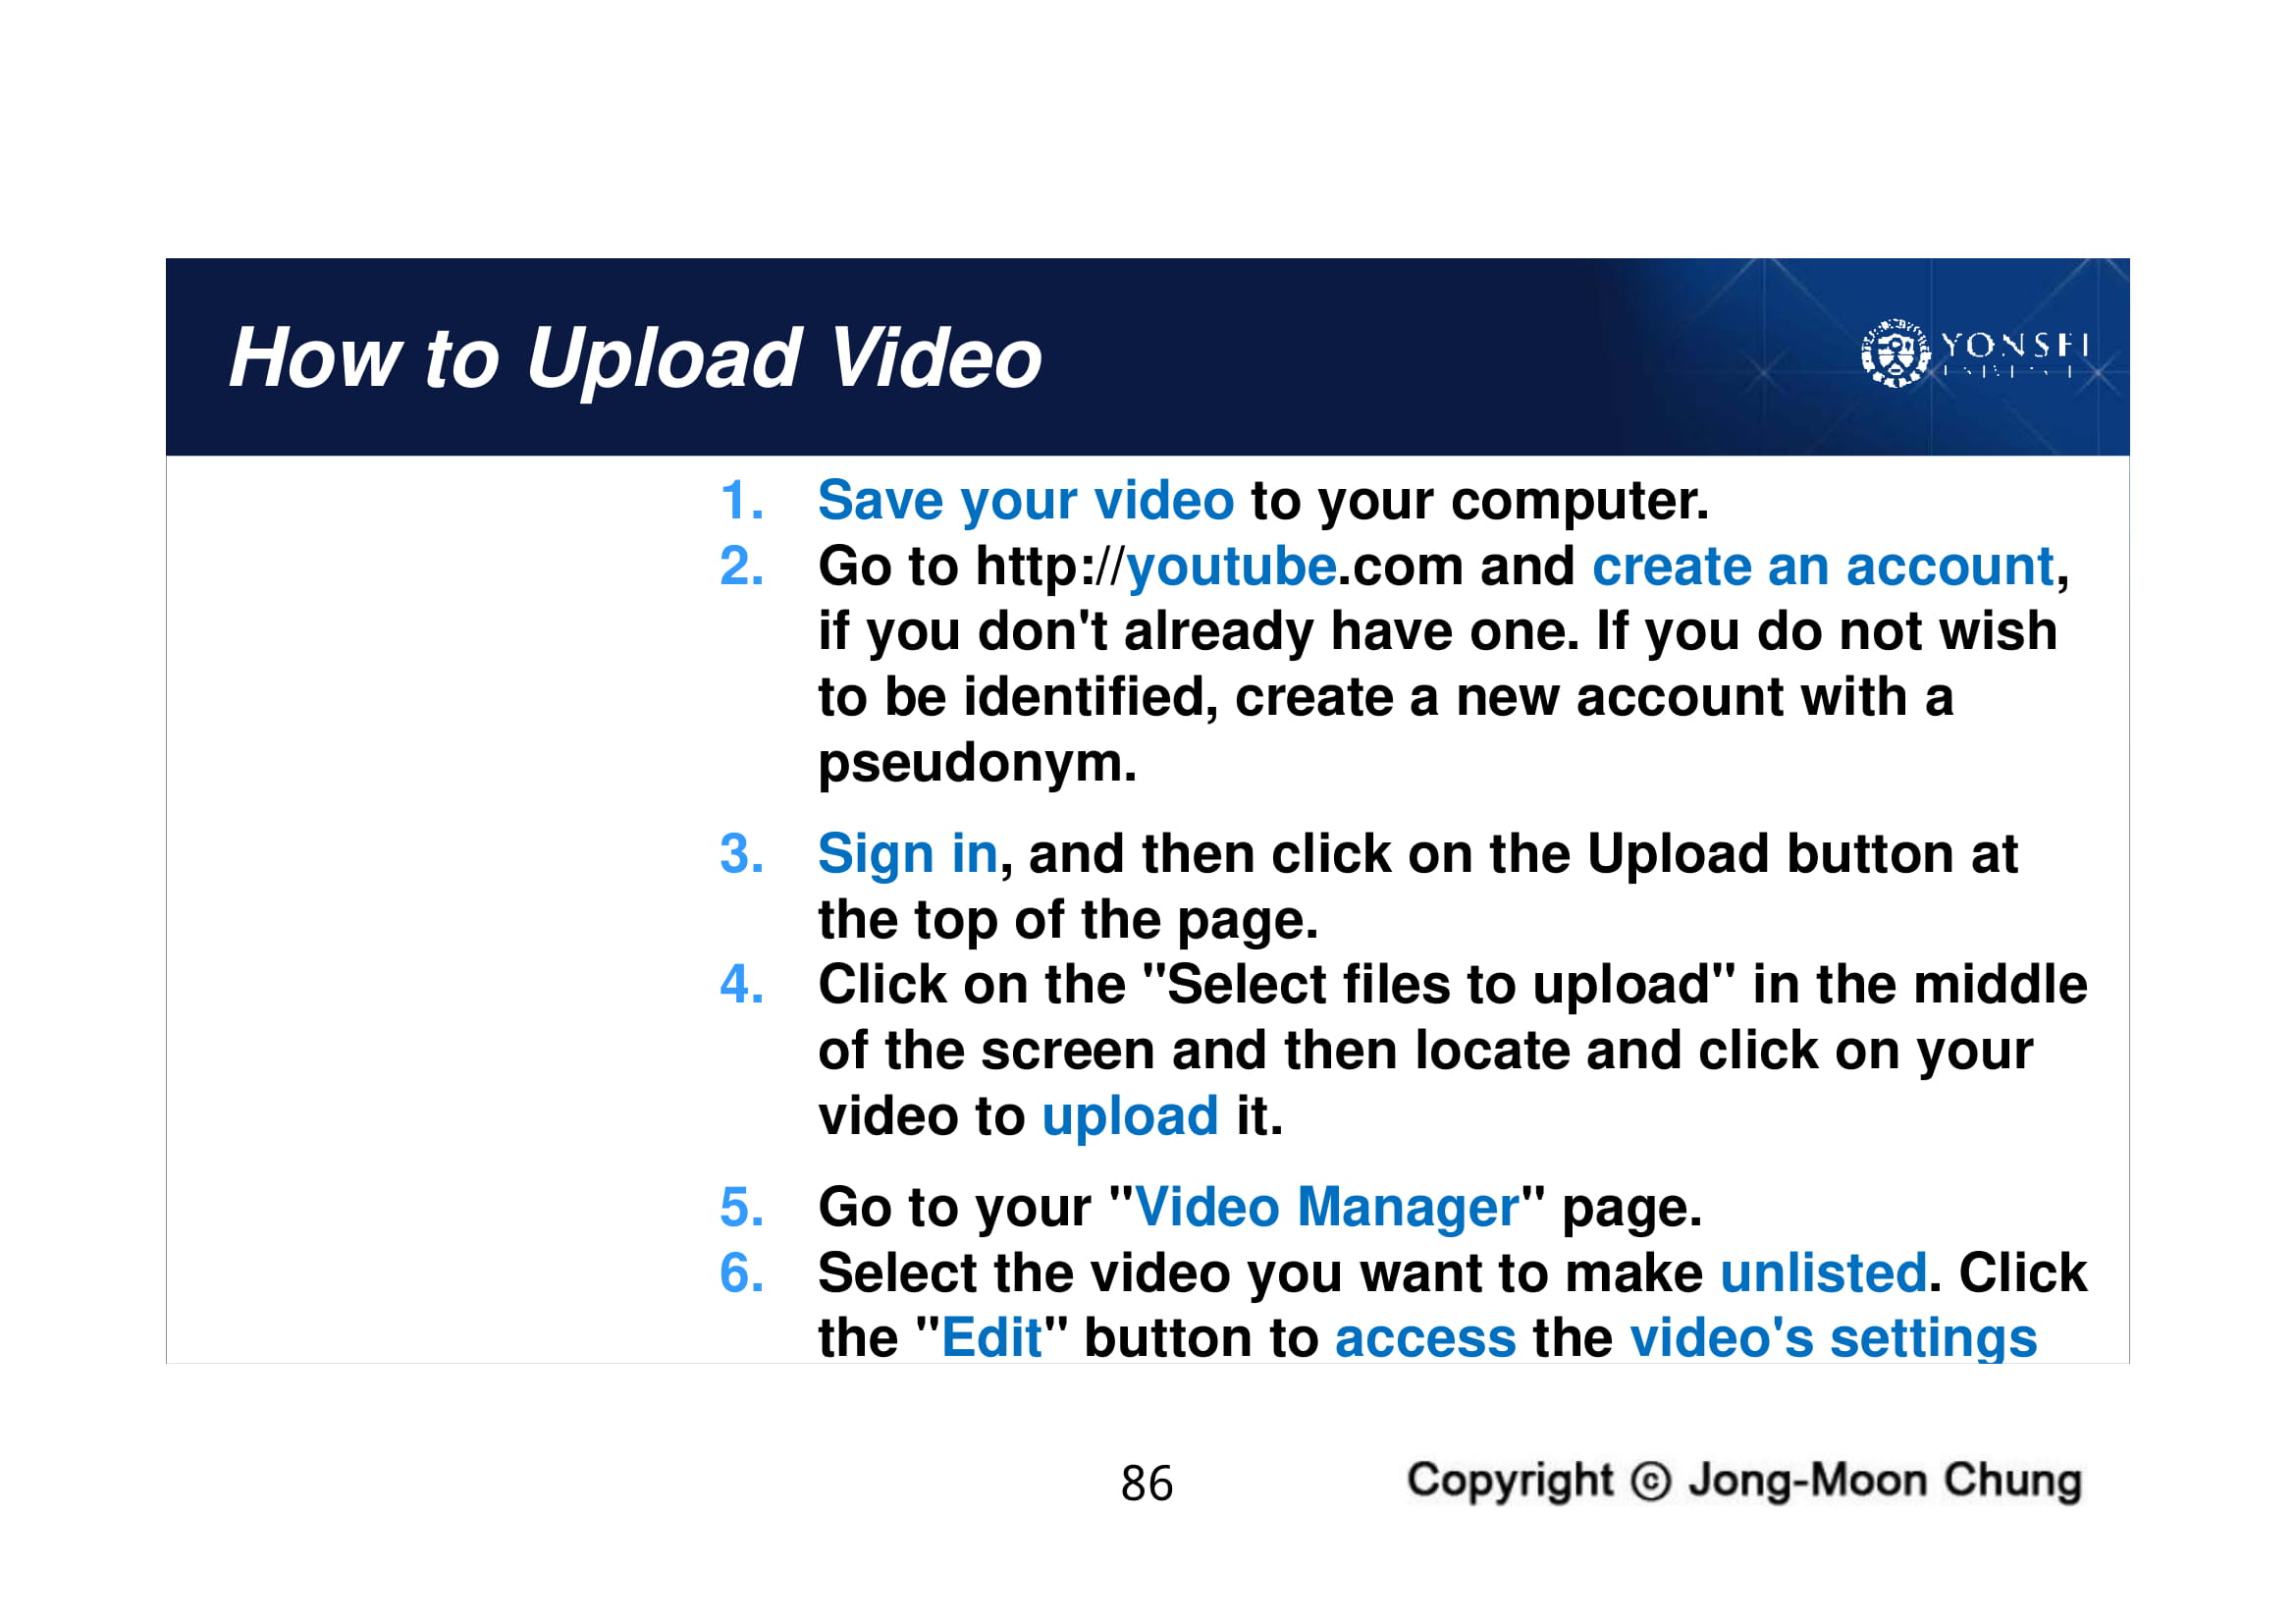 How to Upload Video
YONSEI
1. Save your video to your computer.
2. Go to http://youtube.com and create an account,
if you don't already have one. If you do not wish
to be identified, create a new account with a
pseudonym.
3. Sign in, and then click on the Upload button at
the top of the page.
4. Click on the "Select files to upload" in the middle
of the screen and then locate and click on your
video to upload it.
5. Go to your "Video Manager" page.
6. Select the video you want to make unlisted. Click
the "Edit" button to access the video's settings
86
Copyright ⓒ Jong-Moon Chung